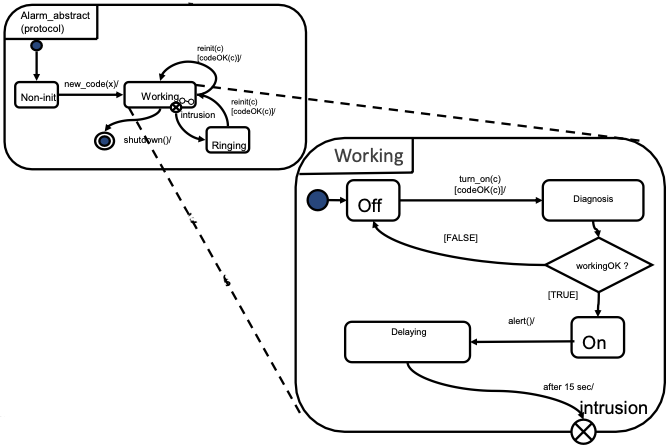 Alarm_abstract
(protocol)
reinit(c)
[codeOK(c)]/
new_code(x)/
Non-init
Working
reinit(c)
[codeOK(c)]/
intrusion
shutdown()/
Ringing
Working
turn_on(c)
[codeOK(c)]/
Off
Diagnosis
[FALSE]
workingOK ?
[TRUE]
alert()/
Delaying
On
after 15 sec/
intrusion